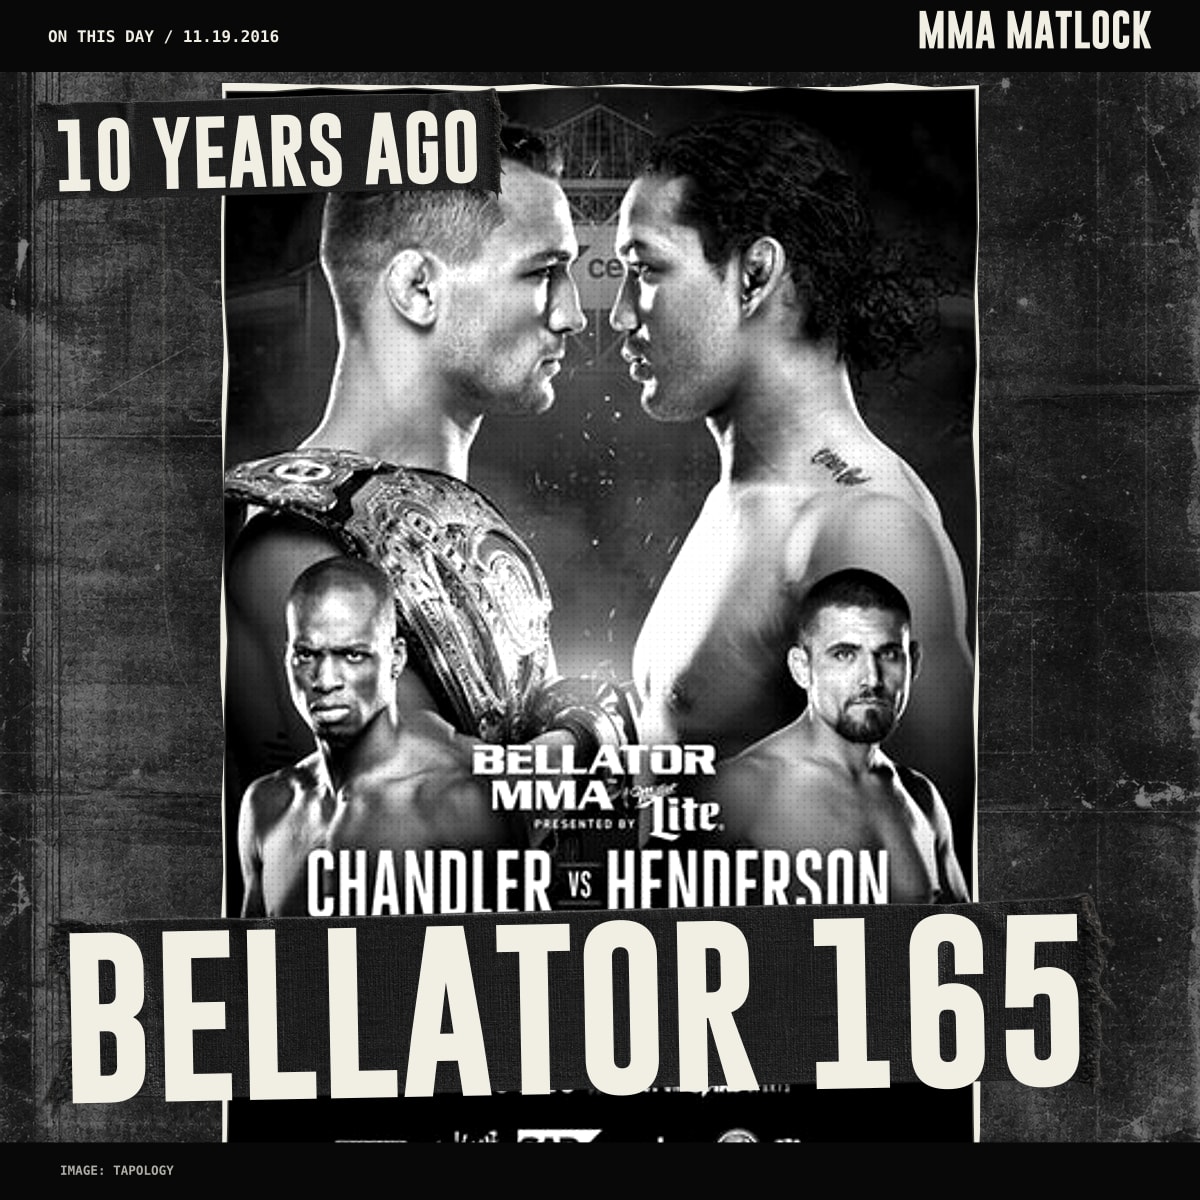 ON THIS DAY / 11.19.2016
MMA MATLOCK
10 YEARS AGO
ce
BELLATOR
MMA
PRESENTED BY Lite
CHANDLER VS HENDERSON
BELLATOR 165
IMAGE: TAPOLOGY